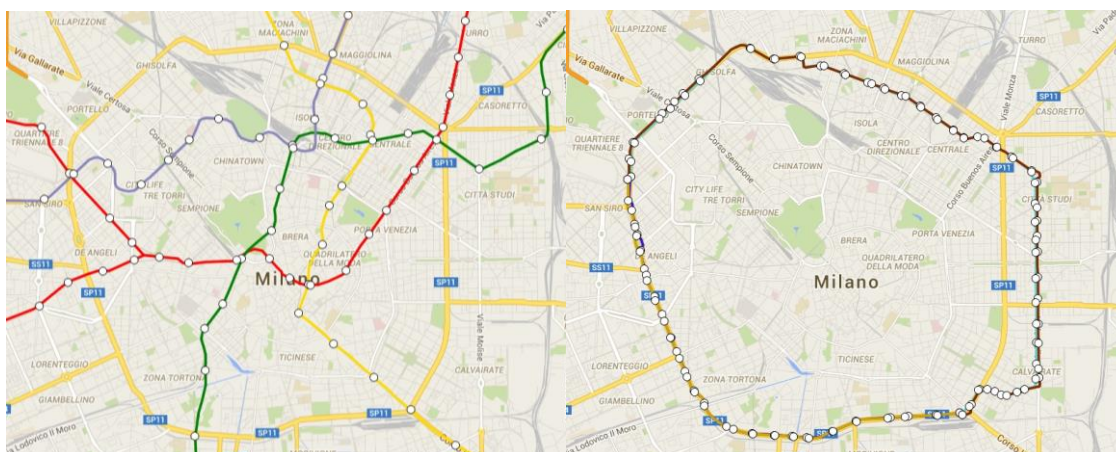 VILLAPIZZONE
ZONA
MACIACHINI
TURRO
Via Gallarate
GHISOLFA
MAGGIOLINA
Viale Certosa
PORTELLO
CASORETTO
QUARTIERE
TRIENNALE 8
Corso Sempione
ISOLA
CENTRO
DIREZIONALE
CENTRALE
CHINATOWN
SP11
CITTÀ STUDI
CITY LIFE
TRE TORRI
SAN SIRO
SEMPIONE
PORTA VENEZIA
BRERA
DE ANGELI
QUADRILATERO
DELLA MODA
SS11
SP11
Milano
Viale Molise
TICINESE
LORENTEGGIO
ZONA TORTONA
CALVAIRATE
GIAMBELLINO
SP11
SP11
Lodovico Il Moro
VILLAPIZZONE
ZONA
MACIACHINI
TURRO
Via Gallarate
GHISOLFA
MAGGIOLINA
Viale Monza
PORTELLO
Viale Certosa
CASORETTO
QUARTIERE
TRIENNALE 8
Corso Sempione
ISOLA
CENTRO
DIREZIONALE
CENTRALE
CHINATOWN
Corso Buenos Aires
SP11
CITTÀ STUDI
CITY LIFE
TRE TORRI
SAN SIRO
SEMPIONE
PORTA VENEZIA
BRERA
DE ANGELI
QUADRILATERO
DELLA MODA
SS11
SP11
Milano
TICINESE
LORENTEGGIO
ZONA TORTONA
CALVAIRATE
GIAMBELLINO
SP11
SP11
Via Lodovico Il Moro
Corso